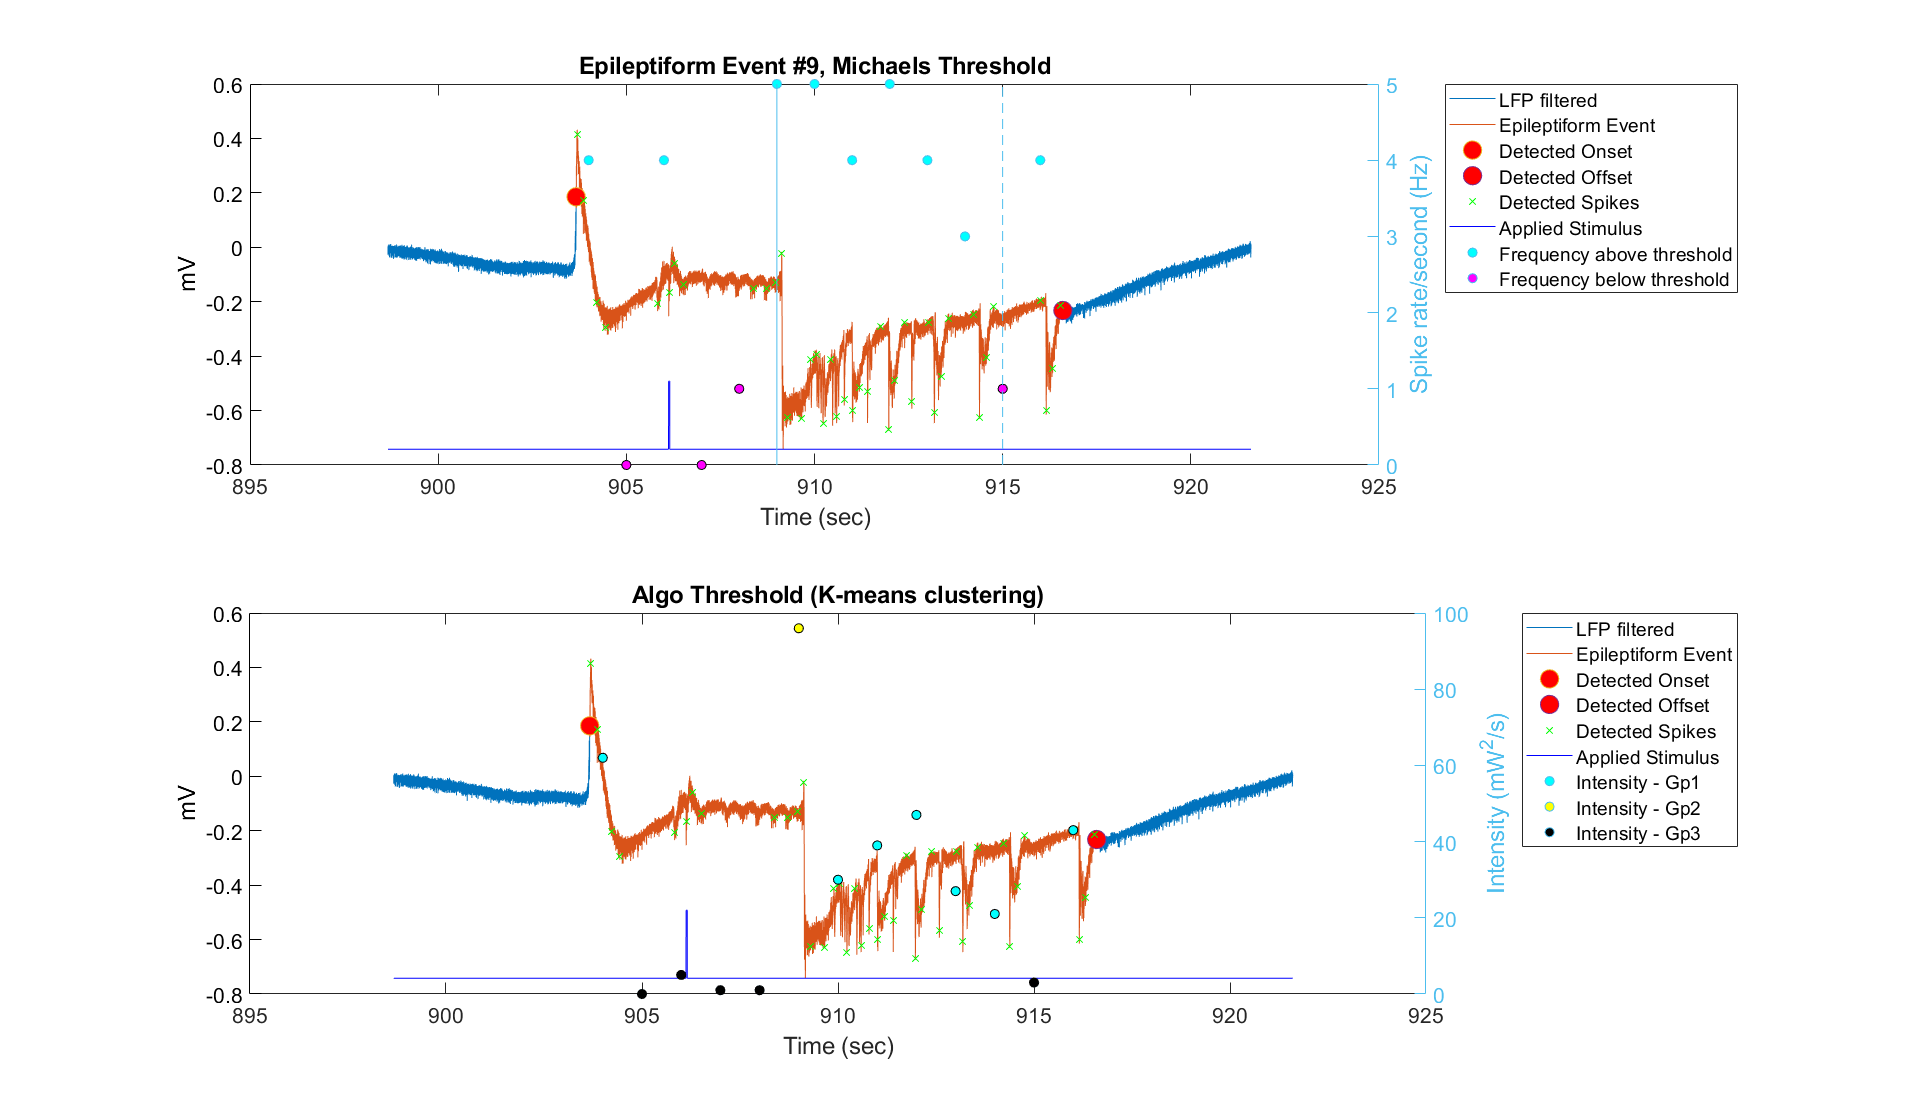 Epileptiform Event #9, Michaels Threshold
0.6
0.4
0.2
0
-0.2
-0.4
-0.6
-0.8
mV
895
900
905
910
915
920
925
Time (sec)
5
4
3
2
1
0
Spike rate/second (Hz)
LFP filtered
Epileptiform Event
Detected Onset
Detected Offset
Detected Spikes
Applied Stimulus
Frequency above threshold
Frequency below threshold
Algo Threshold (K-means clustering)
0.6
0.4
0.2
0
-0.2
-0.4
-0.6
-0.8
mV
895
900
905
910
915
920
925
Time (sec)
100
80
60
40
20
0
Intensity (mW²/s)
LFP filtered
Epileptiform Event
Detected Onset
Detected Offset
Detected Spikes
Applied Stimulus
Intensity - Gp1
Intensity - Gp2
Intensity - Gp3